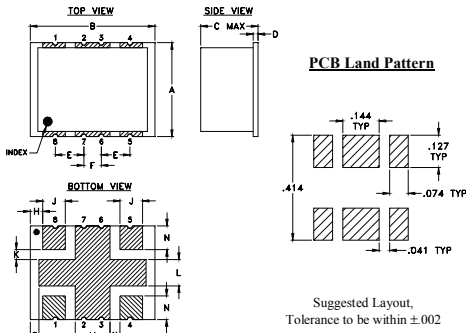 TOP VIEW
B
1 2 3 4
A
8 7 6 5
INDEX
E E
F
SIDE VIEW
C MAX
D
PCB Land Pattern
.144
TYP
.127
TYP
.414
.074 TYP
.041 TYP
Suggested Layout,
Tolerance to be within ±.002
BOTTOM VIEW
J J
H
8 7 6 5
N
K
L
N
1 2 3 4